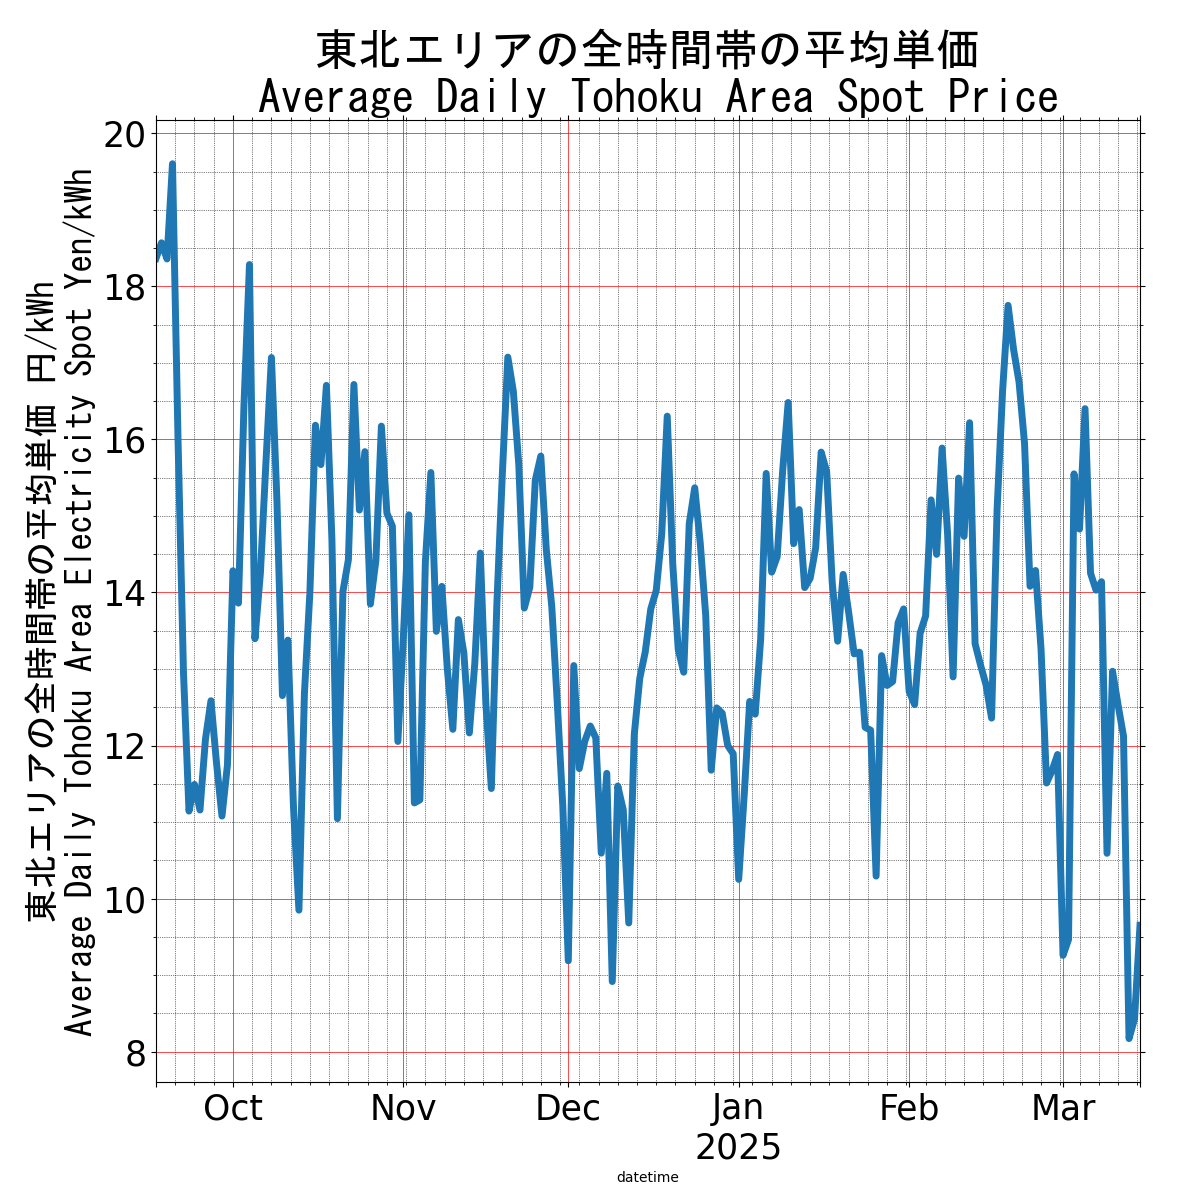 東北エリアの全時間帯の平均単価
Average Daily Tohoku Area Spot Price
東北エリアの全時間帯の平均単価 円/kWh
Average Daily Tohoku Area Electricity Spot Yen/kWh
20
18
16
14
12
10
8
Oct Nov Dec Jan Feb Mar
2025
datetime